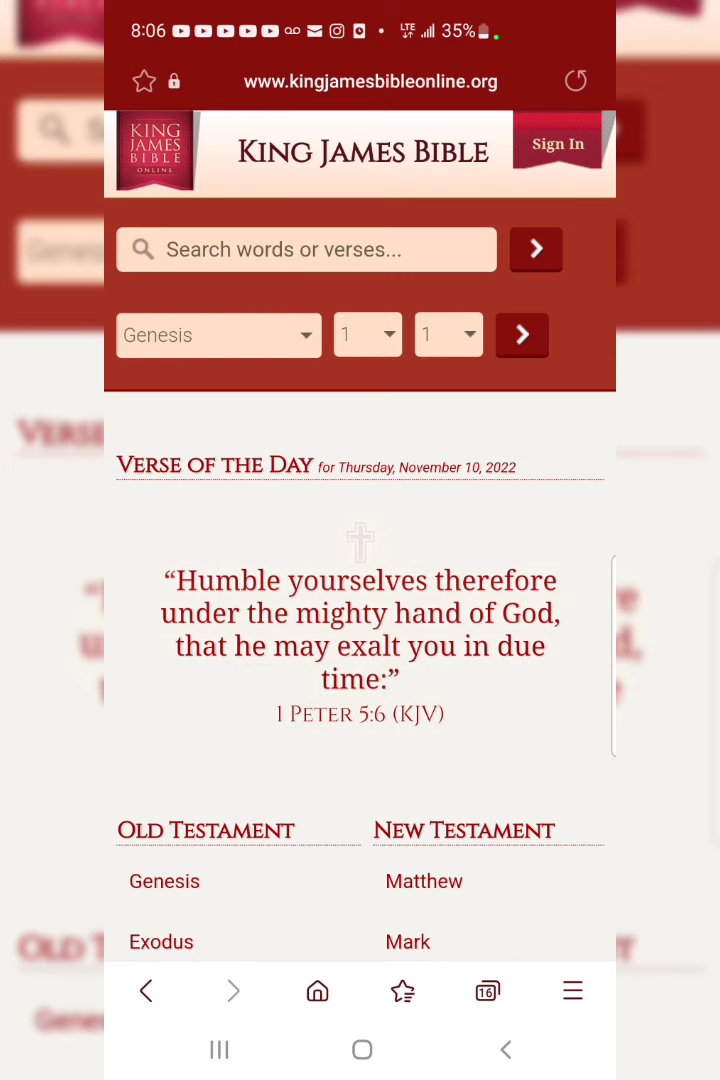 8:06 LTE 35%
www.kingjamesbibleonline.org
KING
JAMES
BIBLE
ONLINE
King James Bible
Sign In
Search words or verses...
Genesis 1 1
Verse of the Day for Thursday, November 10, 2022
“Humble yourselves therefore
under the mighty hand of God,
that he may exalt you in due
time:”
1 Peter 5:6 (KJV)
Old Testament New Testament
Genesis Matthew
Exodus Mark
16